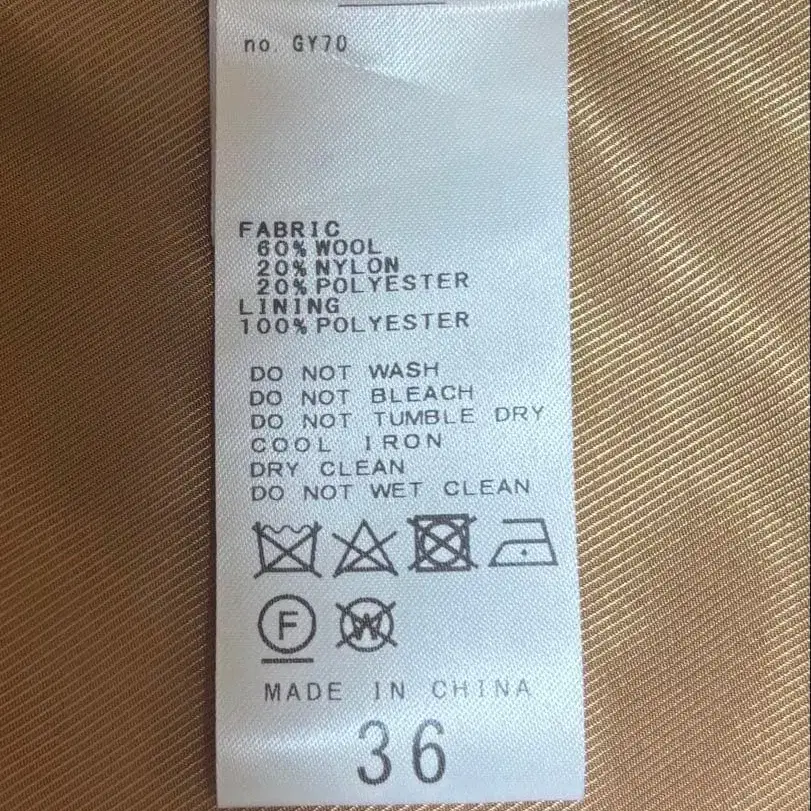 no. GY70
FABRIC
60% WOOL
20% NYLON
20% POLYESTER
LINING
100% POLYESTER
DO NOT WASH
DO NOT BLEACH
DO NOT TUMBLE DRY
COOL IRON
DRY CLEAN
DO NOT WET CLEAN
F W
MADE IN CHINA
36